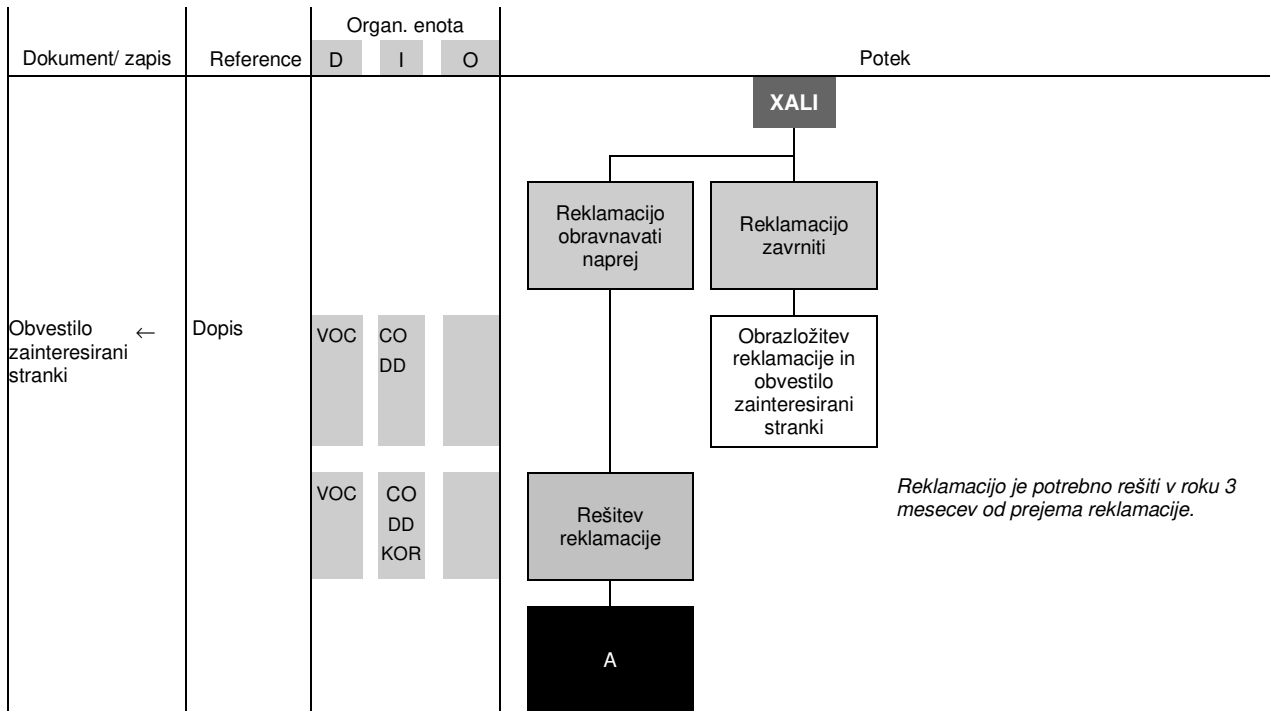 Organ. enota
Dokument/ zapis Reference D I O Potek
XALI
Reklamacijo
obravnavati
naprej
Reklamacijo
zavrniti
Obvestilo ←
zainteresirani
stranki
Dopis
VOC
CO
DD
Obrazložitev
reklamacije in
obvestilo
zainteresirani
stranki
VOC
CO
DD
KOR
Rešitev
reklamacije
Reklamacijo je potrebno rešiti v roku 3
mesecev od prejema reklamacije.
A